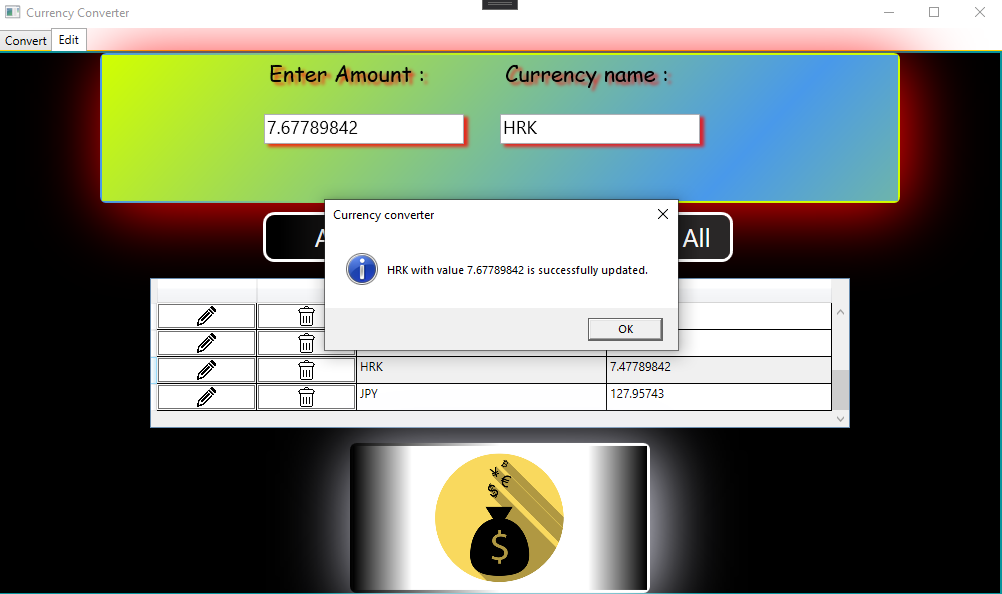 Currency Converter
Convert Edit
Enter Amount : Currency name :
7.67789842 HRK
Currency converter
A All
HRK with value 7.67789842 is successfully updated.
OK
HRK 7.47789842
JPY 127.95743
$